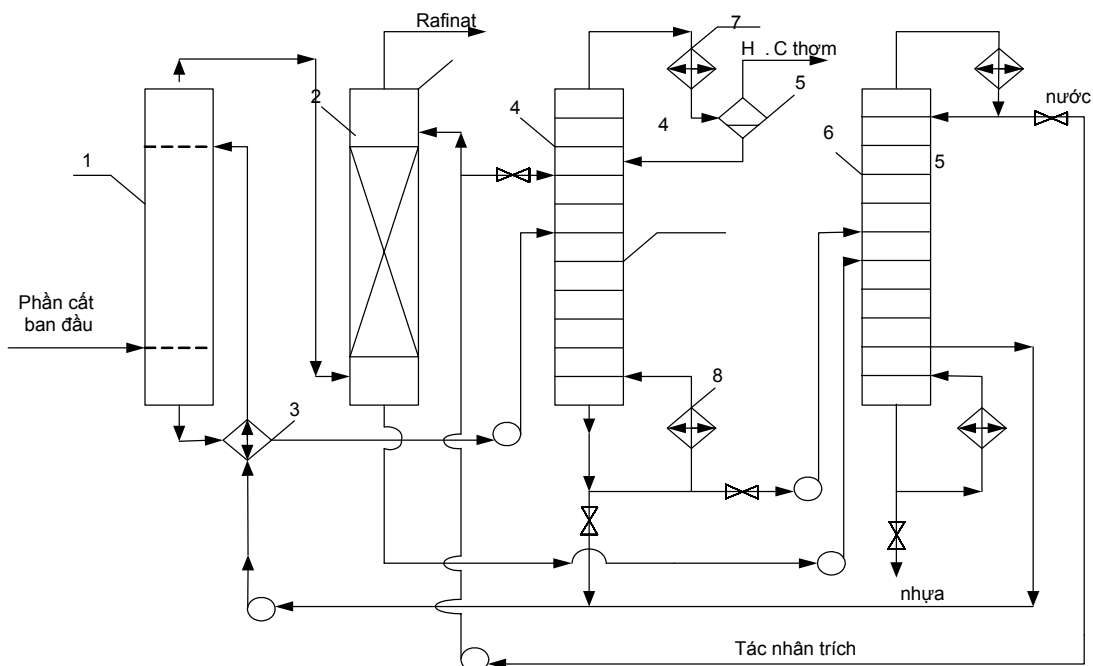 Rafinat
7
H . C thơm
5
2
4
4
nước
6
5
1
Phần cất
ban đầu
8
3
nhựa
Tác nhân trích